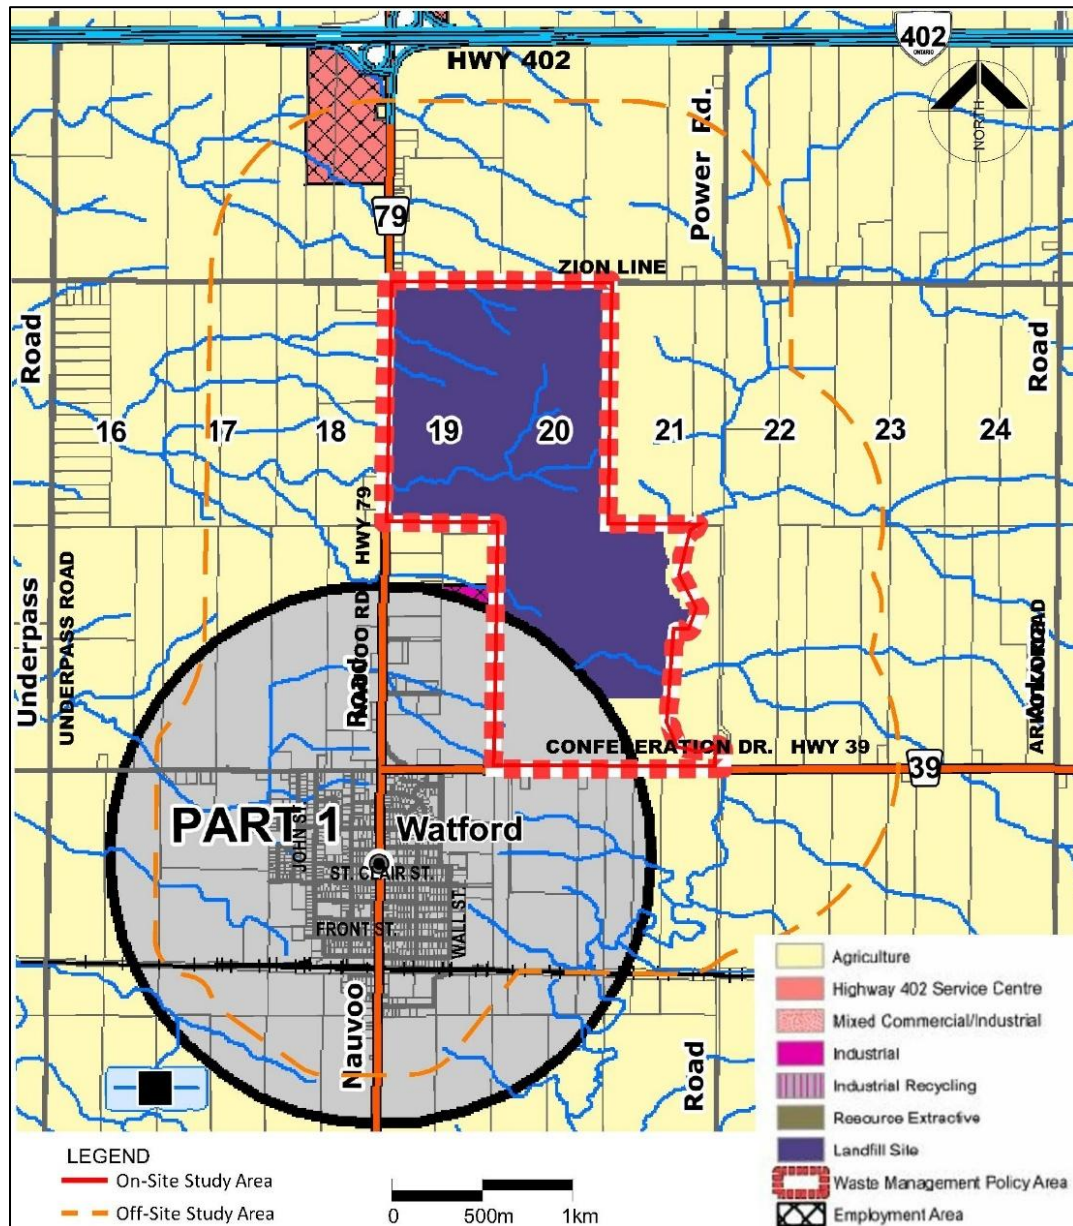 402
ONTARIO
HWY 402
NORTH
Power Rd.
79
ZION LINE
Road
Road
16
17
18
19
20
21
22
23
24
HWY 79
Underpass
UNDERPASS ROAD
Road
CONFEDERATION DR. HWY 39
39
PART 1
Watford
JOHN ST.
ST. CLAIR ST.
FRONT ST.
WALL ST.
Nauvoo
Road
Agriculture
Highway 402 Service Centre
Mixed Commercial/Industrial
Industrial
Industrial Recycling
Resource Extractive
Landfill Site
Waste Management Policy Area
Employment Area
LEGEND
On-Site Study Area
Off-Site Study Area
0 500m 1km